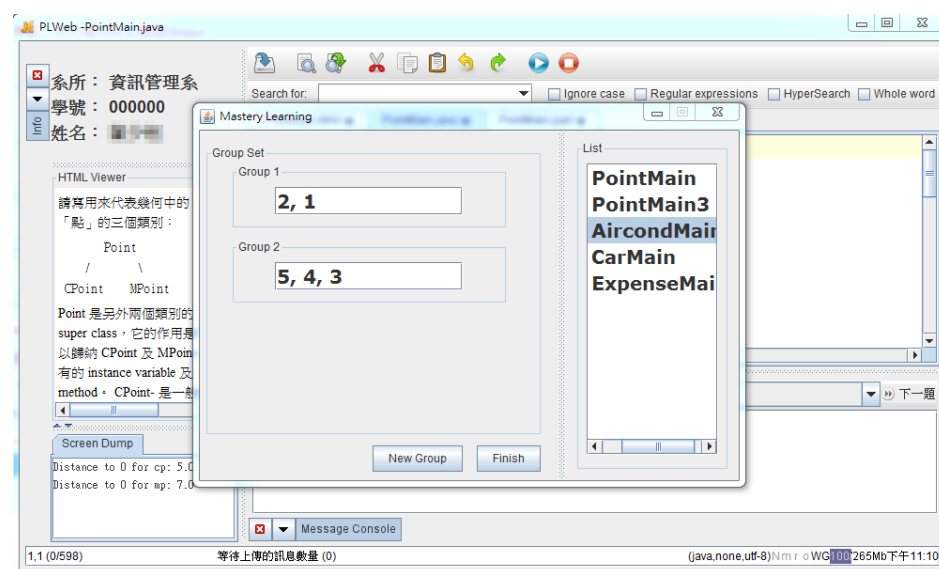 PLWeb -PointMain.java
系所： 資訊管理系
學號： 000000
姓名：
Info
Search for:
Ignore case
Regular expressions
HyperSearch
Whole word
HTML Viewer
請寫用來代表幾何中的
「點」的三個類別：
Point
/ \
CPoint MPoint
Point 是另外兩個類別的
super class，它的作用是
以歸納 CPoint 及 MPoin
有的 instance variable 及
method。 CPoint- 是一般
Screen Dump
Distance to 0 for cp: 5.0
Distance to 0 for mp: 7.0
Mastery Learning
Group Set
Group 1
2, 1
Group 2
5, 4, 3
New Group
Finish
List
PointMain
PointMain3
AircondMain
CarMain
ExpenseMai
下一題
Message Console
1,1 (0/598)
等待上傳的訊息數量 (0)
(java,none,utf-8)N m r o WG100/265Mb下午11:10